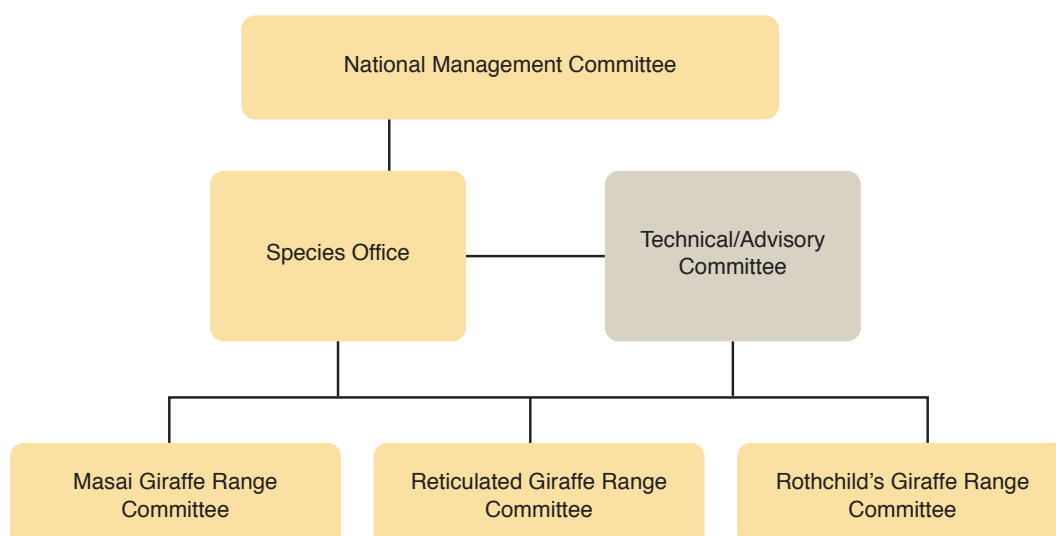 National Management Committee
Species Office
Technical/Advisory
Committee
Masai Giraffe Range
Committee
Reticulated Giraffe Range
Committee
Rothchild’s Giraffe Range
Committee